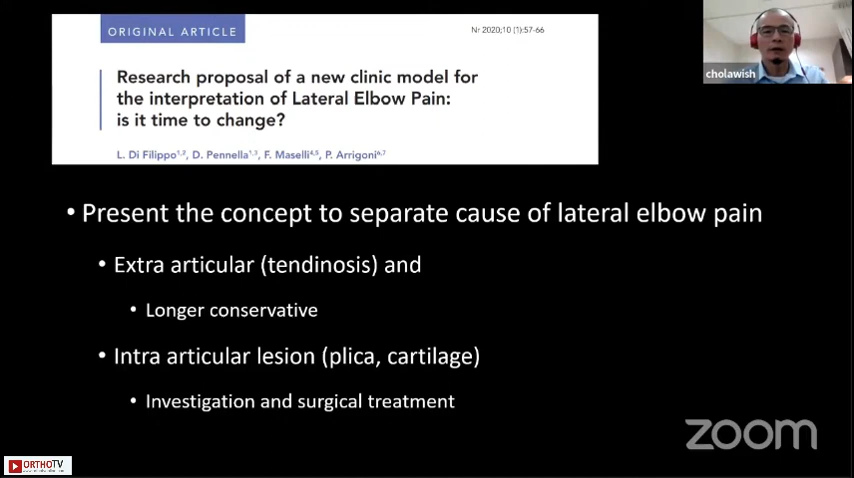 ORIGINAL ARTICLE
Nr 2020;10 (1):57-66
Research proposal of a new clinic model for
the interpretation of Lateral Elbow Pain:
is it time to change?
L. Di Filippo1,2, D. Pennella1,3, F. Maselli4,5, P. Arrigoni6,7
cholawish
• Present the concept to separate cause of lateral elbow pain
• Extra articular (tendinosis) and
• Longer conservative
• Intra articular lesion (plica, cartilage)
• Investigation and surgical treatment
zoom
ORTHOTV